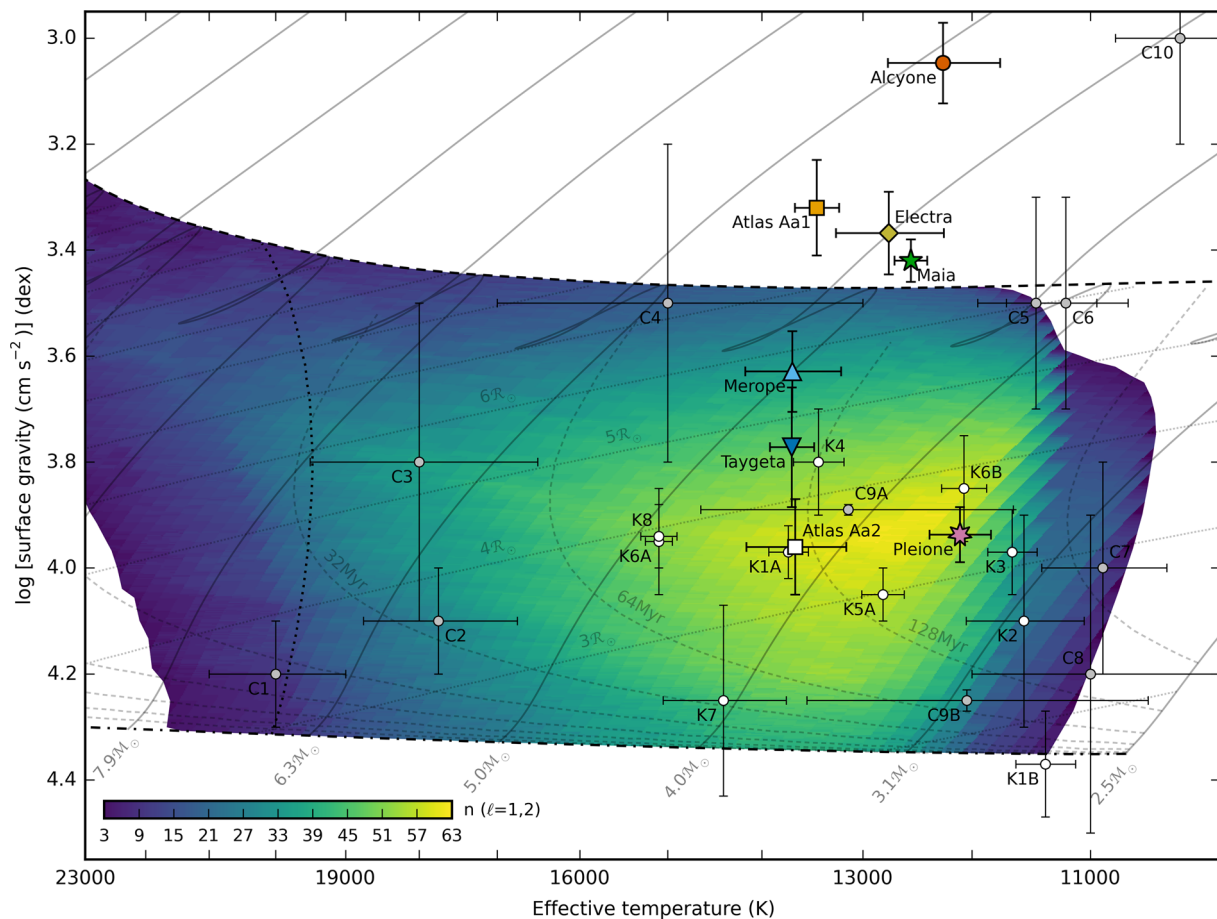 3.0
3.2
3.4
3.6
3.8
4.0
4.2
4.4
log [surface gravity (cm s⁻²)] (dex)
C10
Alcyone
Atlas Aa1
Electra
Maia
C4
C5
C6
6ℛ☉
Merope
5ℛ☉
Taygeta
K4
C3
K6B
C9A
K8
Atlas Aa2
4ℛ☉
K6A
K1A
Pleione
K3
C7
32Myr
64Myr
K5A
128Myr
K2
C2
3ℛ☉
C8
C1
K7
C9B
7.9ℳ☉
6.3ℳ☉
5.0ℳ☉
4.0ℳ☉
3.1ℳ☉
2.5ℳ☉
K1B
n (ℓ=1,2)
3 9 15 21 27 33 39 45 51 57 63
23000 19000 16000 13000 11000
Effective temperature (K)